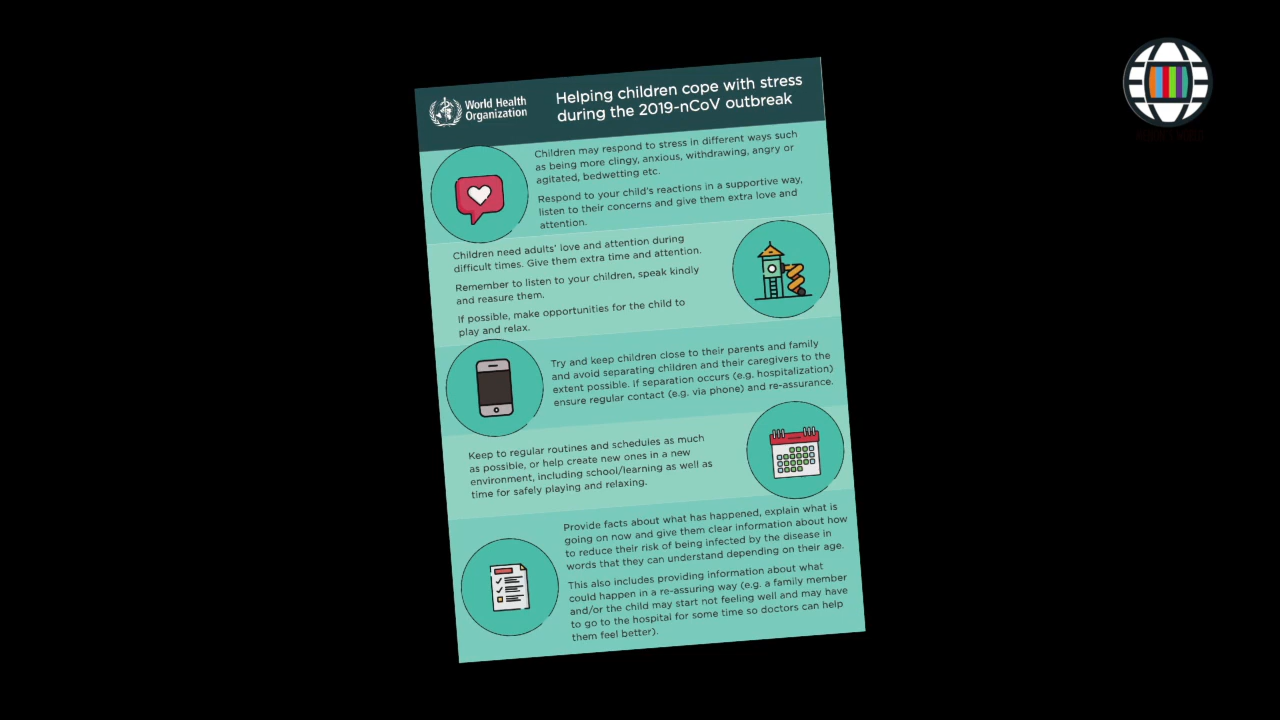 World Health
Organization
Helping children cope with stress
during the 2019-nCoV outbreak
Children may respond to stress in different ways such
as being more clingy, anxious, withdrawing, angry or
agitated, bedwetting etc.
Respond to your child's reactions in a supportive way,
listen to their concerns and give them extra love and
attention.
Children need adults' love and attention during
difficult times. Give them extra time and attention.
Remember to listen to your children, speak kindly
and reasure them.
If possible, make opportunities for the child to
play and relax.
Try and keep children close to their parents and family
and avoid separating children and their caregivers to the
extent possible. If separation occurs (e.g. hospitalization)
ensure regular contact (e.g. via phone) and re-assurance.
Keep to regular routines and schedules as much
as possible, or help create new ones in a new
environment, including school/learning as well as
time for safely playing and relaxing.
Provide facts about what has happened, explain what is
going on now and give them clear information about how
to reduce their risk of being infected by the disease in
words that they can understand depending on their age.
This also includes providing information about what
could happen in a re-assuring way (e.g. a family member
and/or the child may start not feeling well and may have
to go to the hospital for some time so doctors can help
them feel better).